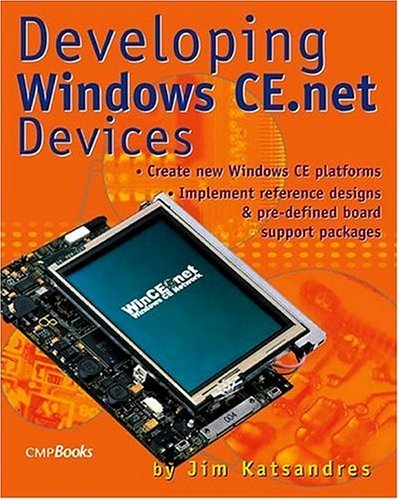 Developing
Windows CE.net
Devices
• Create new Windows CE platforms
• Implement reference designs
& pre-defined board
support packages
WinCE@net
Windows CE Network
004
CMPBooks
by Jim Katsandres